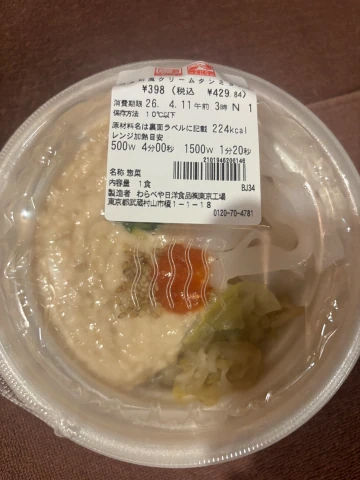 風クリームタンミ
¥398 (税込 ¥429.84)
消費期限 26. 4.11午前 3時 N 1
保存方法 10℃以下
原材料名は裏面ラベルに記載 224kcal
レンジ加熱目安
500W 4分00秒 1500W 1分20秒
2101946200146
名称 惣菜
内容量 1食 BJ34
製造者 わらべや日洋食品㈱東京工場
東京都武蔵村山市榎1-1-18
0120-70-4781